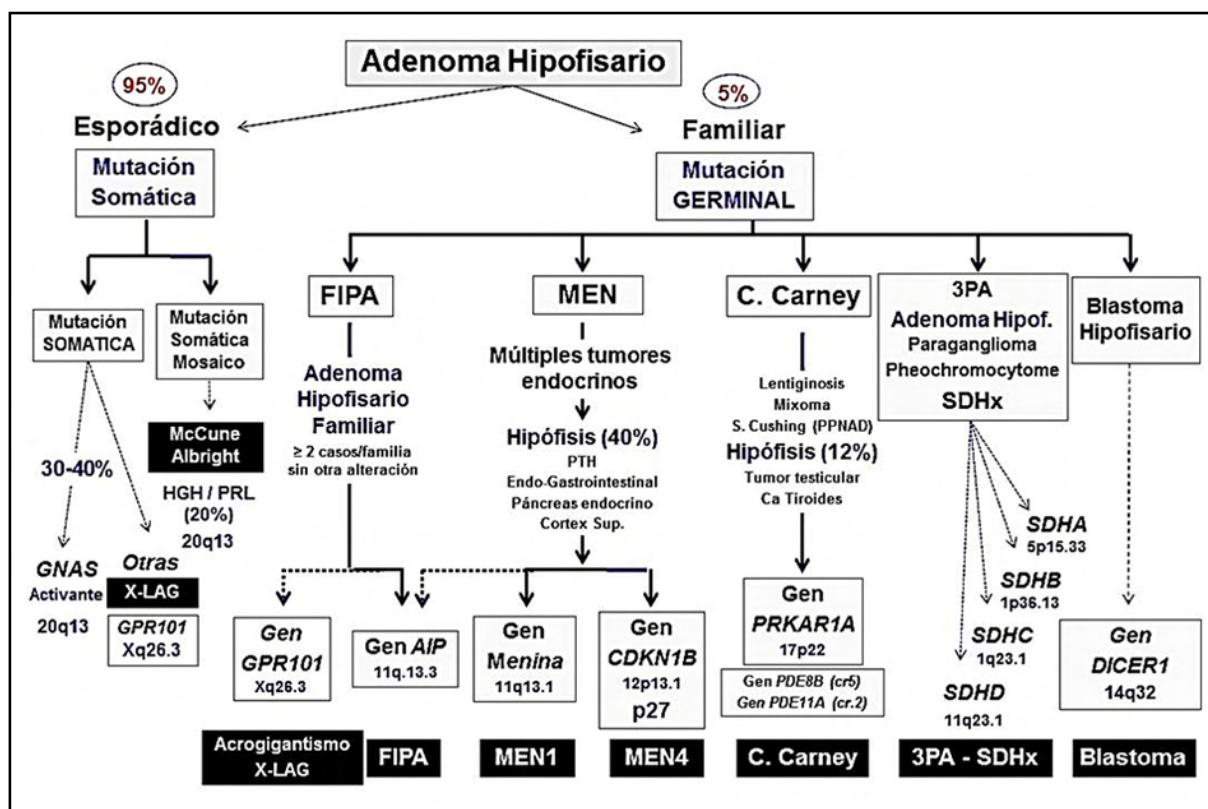 Adenoma Hipofisario
95%
Esporádico
Mutación
Somática
5%
Familiar
Mutación
GERMINAL
Mutación
SOMATICA
Mutación
Somática
Mosaico
McCune
Albright
HGH / PRL
(20%)
20q13
30-40%
GNAS
Activante
20q13
Otras
X-LAG
GPR101
Xq26.3
FIPA
Adenoma
Hipofisario
Familiar
≥ 2 casos/familia
sin otra alteración
Gen
GPR101
Xq26.3
Acrogigantismo
X-LAG
Gen AIP
11q.13.3
FIPA
MEN
Múltiples tumores
endocrinos
Hipófisis (40%)
PTH
Endo-Gastrointestinal
Páncreas endocrino
Cortex Sup.
Gen
Menina
11q13.1
MEN1
Gen
CDKN1B
12p13.1
p27
MEN4
C. Carney
Lentiginosis
Mixoma
S. Cushing (PPNAD)
Hipófisis (12%)
Tumor testicular
Ca Tiroides
Gen
PRKAR1A
17p22
Gen PDE8B (cr5)
Gen PDE11A (cr.2)
C. Carney
3PA
Adenoma Hipof.
Paraganglioma
Pheochromocytome
SDHx
SDHA
5p15.33
SDHB
1p36.13
SDHC
1q23.1
SDHD
11q23.1
3PA - SDHx
Blastoma
Hipofisario
Gen
DICER1
14q32
Blastoma